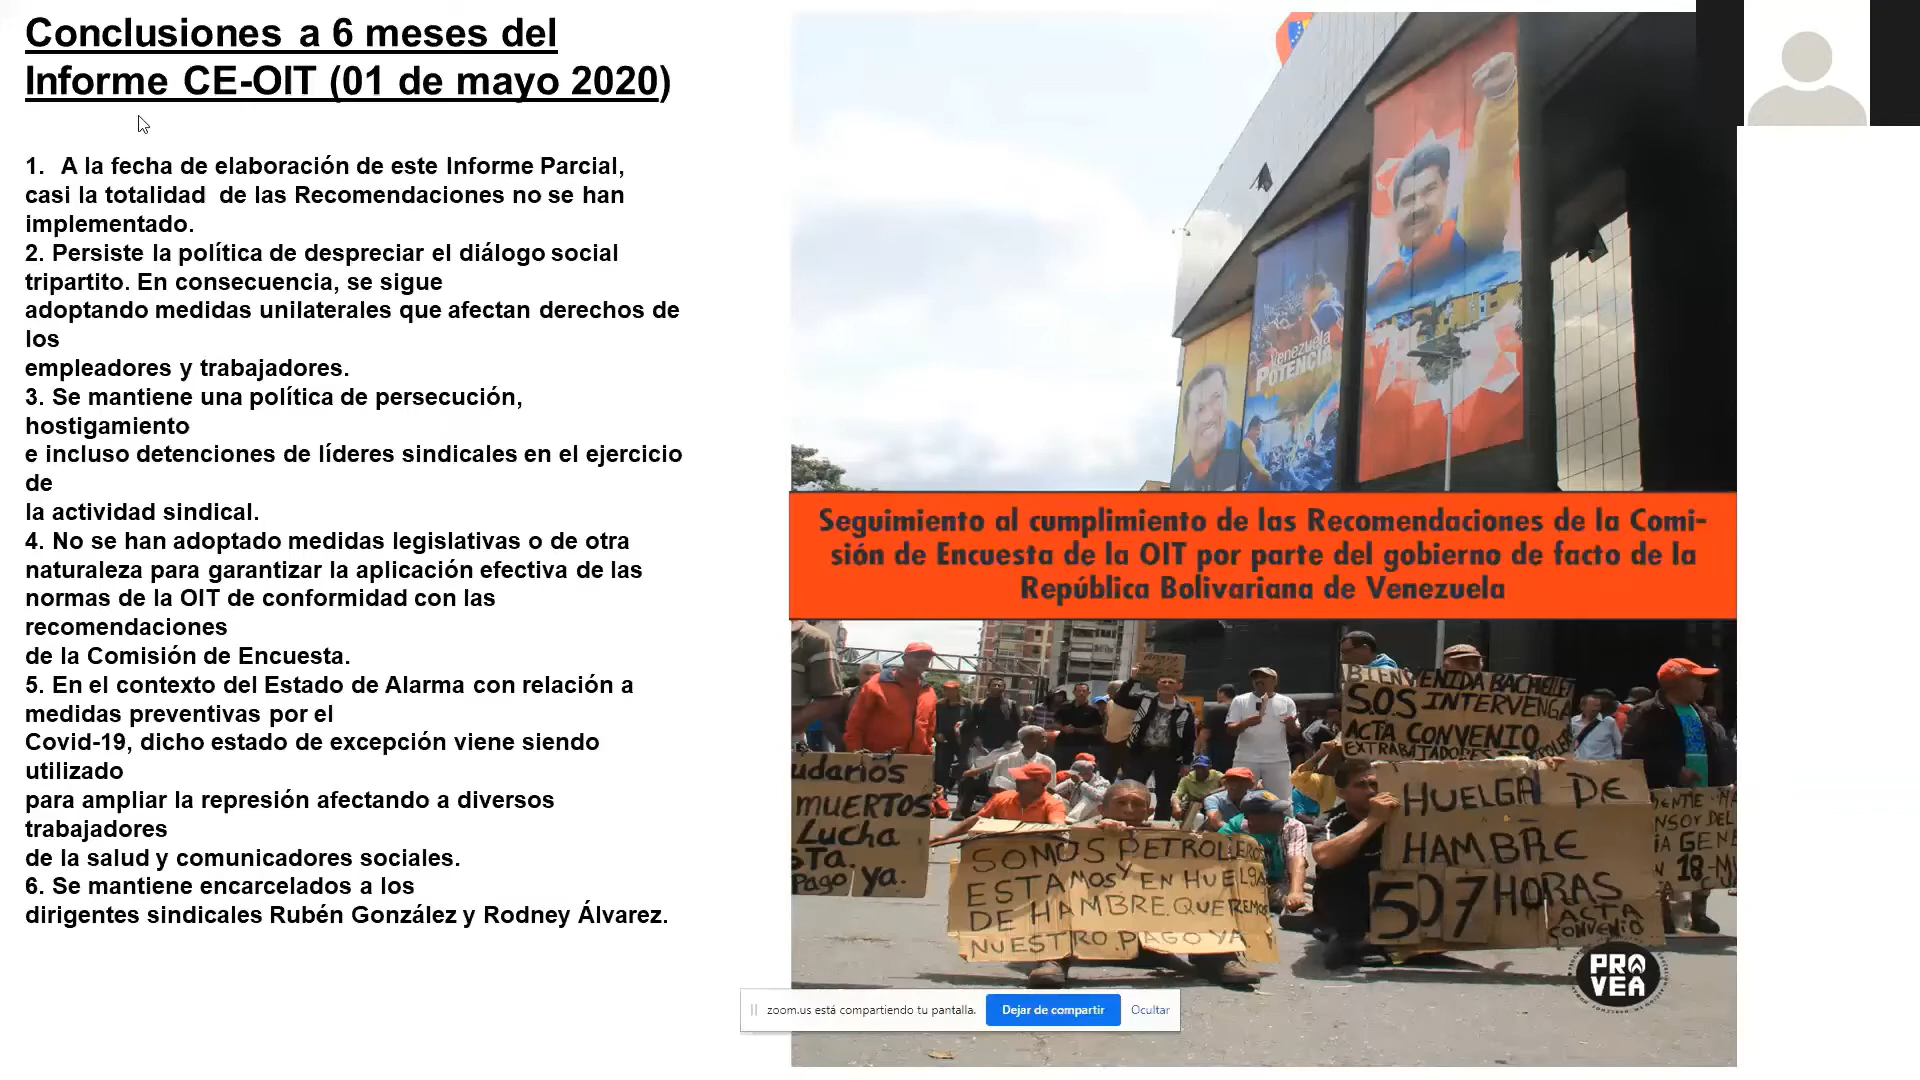 Conclusiones a 6 meses del
Informe CE-OIT (01 de mayo 2020)
1. A la fecha de elaboración de este Informe Parcial,
casi la totalidad de las Recomendaciones no se han
implementado.
2. Persiste la política de despreciar el diálogo social
tripartito. En consecuencia, se sigue
adoptando medidas unilaterales que afectan derechos de
los
empleadores y trabajadores.
3. Se mantiene una política de persecución,
hostigamiento
e incluso detenciones de líderes sindicales en el ejercicio
de
la actividad sindical.
4. No se han adoptado medidas legislativas o de otra
naturaleza para garantizar la aplicación efectiva de las
normas de la OIT de conformidad con las
recomendaciones
de la Comisión de Encuesta.
5. En el contexto del Estado de Alarma con relación a
medidas preventivas por el
Covid-19, dicho estado de excepción viene siendo
utilizado
para ampliar la represión afectando a diversos
trabajadores
de la salud y comunicadores sociales.
6. Se mantiene encarcelados a los
dirigentes sindicales Rubén González y Rodney Álvarez.
Venezuela
POTENCIA
Seguimiento al cumplimiento de las Recomendaciones de la Comi-
sión de Encuesta de la OIT por parte del gobierno de facto de la
República Bolivariana de Venezuela
BIENVENIDA BACHELET
S.O.S INTERVENGA
ACTA CONVENIO
udarios
MUERTOS
Lucha
STa.
Pago ya.
SOMOS PETROLEROS
Y
ESTAMOS EN HUELGA
DE HAMBRE. QUEREMOS
NUESTRO. PAGO YA.
HUELGA DE
HAMBRE
507 HORAS
ACTA
CONVENIO
NSOR DEL
18-M
PRO
VEA
zoom.us está compartiendo tu pantalla.
Dejar de compartir
Ocultar